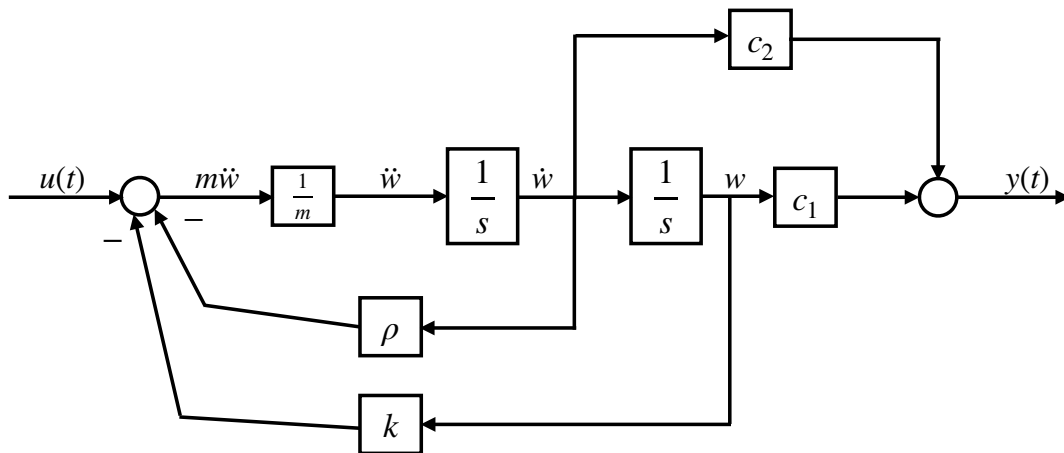 c₂
u(t) mẅ 1/m ẅ 1/s ẇ 1/s w c₁ y(t)
−
−
ρ
k